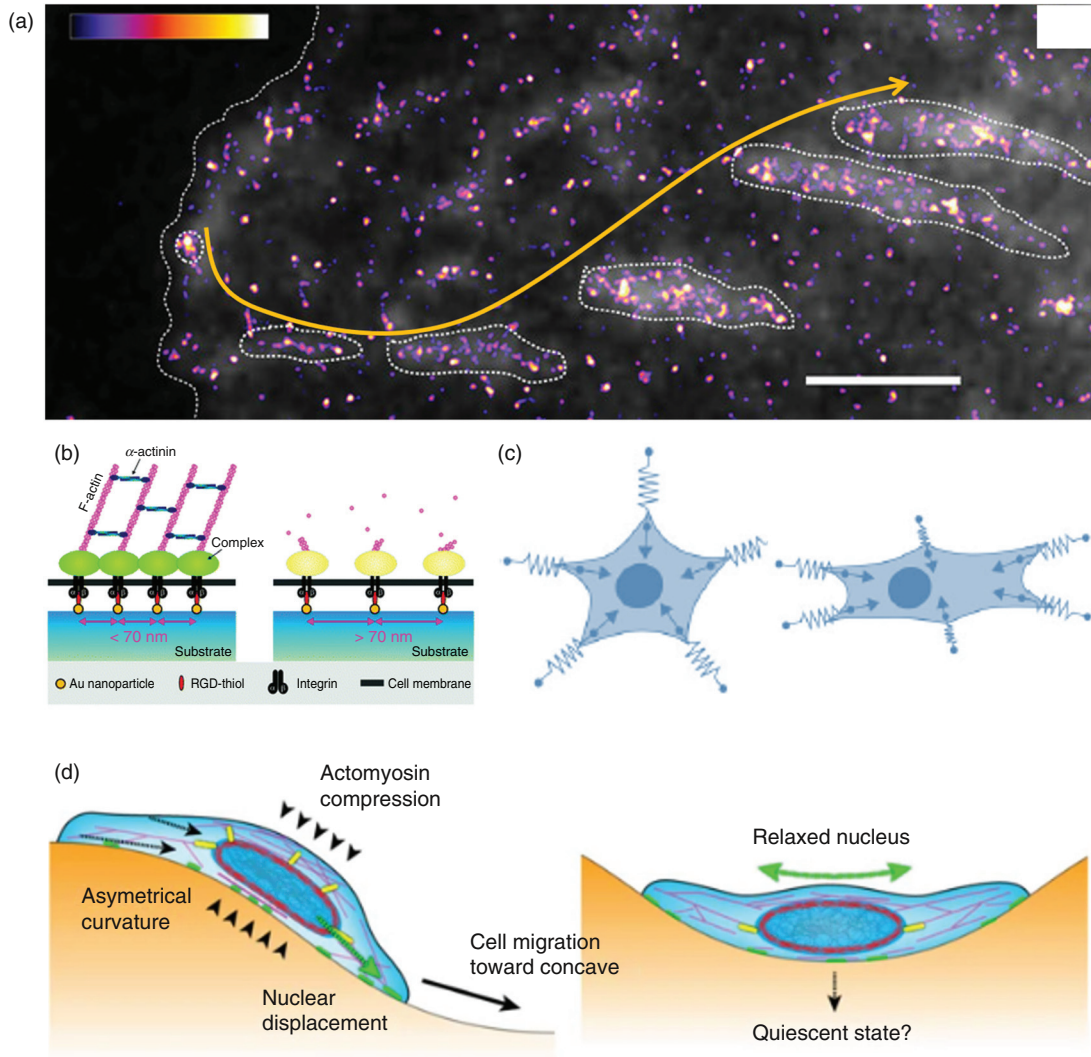 (a)
(b)
α-actinin
F-actin
Complex
< 70 nm
> 70 nm
Substrate
Substrate
Au nanoparticle
RGD-thiol
Integrin
Cell membrane
(c)
(d)
Actomyosin
compression
Asymetrical
curvature
Nuclear
displacement
Cell migration
toward concave
Relaxed nucleus
Quiescent state?